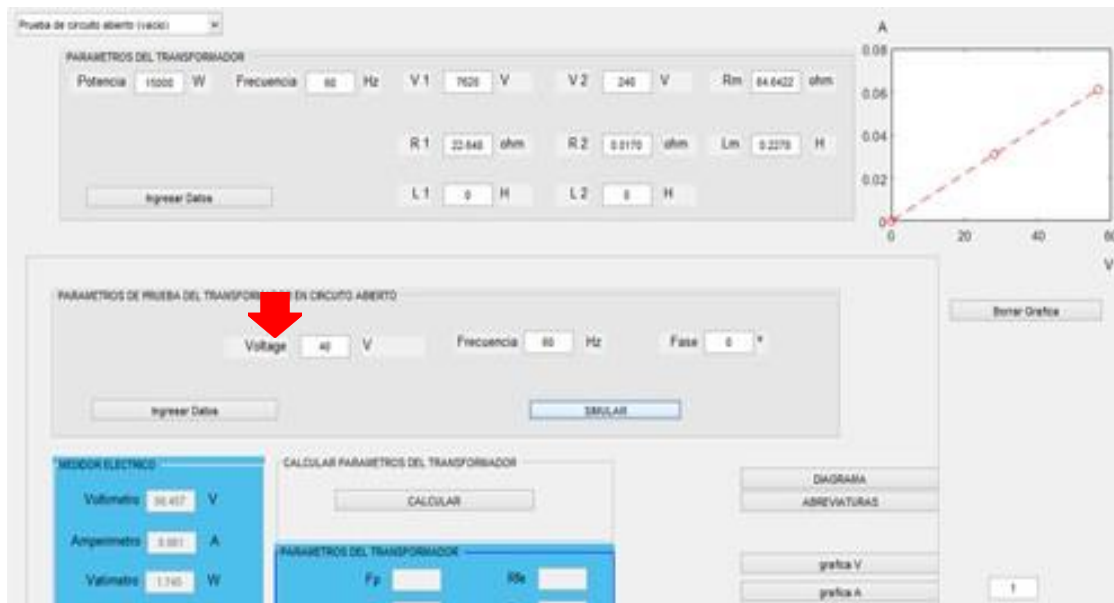 Prueba de circuito abierto (vacio)
PARAMETROS DEL TRANSFORMADOR
Potencia 15000 W Frecuencia 60 Hz V 1 7620 V V 2 240 V Rm 84.6422 ohm
R 1 22.648 ohm R 2 0.0170 ohm Lm 0.2278 H
Ingresar Datos L 1 0 H L 2 0 H
A
0.08
0.06
0.04
0.02
0
0 20 40 60
V
Borrar Grafica
PARAMETROS DE PRUEBA DEL EN CIRCUITO ABIERTO
Voltage 40 V Frecuencia 60 Hz Fase 0 °
Ingresar Datos SIMULAR
MEDIDOR ELECTRICO
Voltimetro V
Amperimetro A
Vatimetro W
CALCULAR PARAMETROS DEL TRANSFORMADOR
CALCULAR
PARAMETROS DEL TRANSFORMADOR
Fp Rfe
DIAGRAMA
ABREVIATURAS
grafica V
grafica A
1